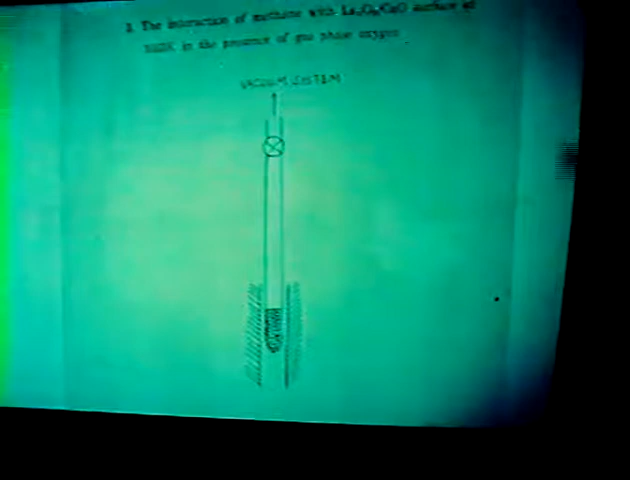 3. The interaction of methane with La₂O₃/CaO surface at
in the presence of gas phase oxygen
VACUUM SYSTEM